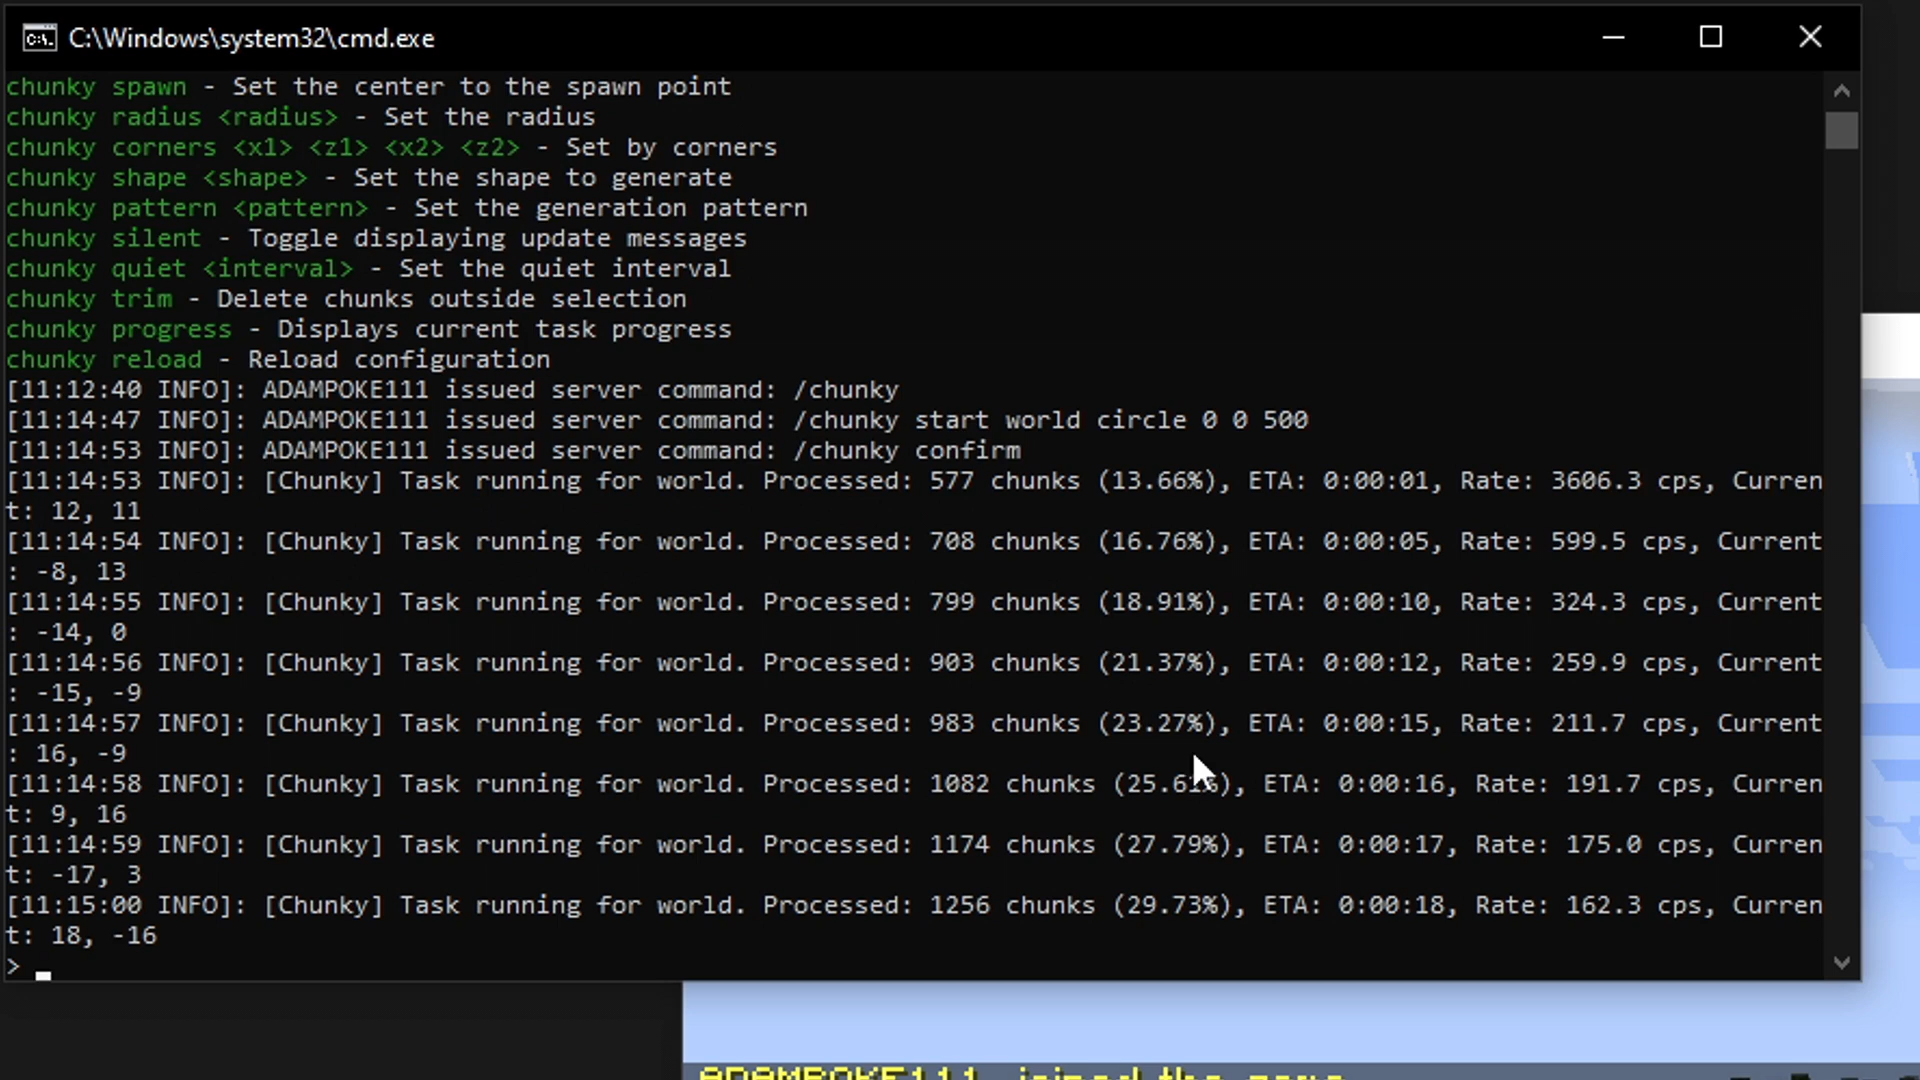 C:\Windows\system32\cmd.exe
chunky spawn - Set the center to the spawn point
chunky radius <radius> - Set the radius
chunky corners <x1> <z1> <x2> <z2> - Set by corners
chunky shape <shape> - Set the shape to generate
chunky pattern <pattern> - Set the generation pattern
chunky silent - Toggle displaying update messages
chunky quiet <interval> - Set the quiet interval
chunky trim - Delete chunks outside selection
chunky progress - Displays current task progress
chunky reload - Reload configuration
[11:12:40 INFO]: ADAMPOKE111 issued server command: /chunky
[11:14:47 INFO]: ADAMPOKE111 issued server command: /chunky start world circle 0 0 500
[11:14:53 INFO]: ADAMPOKE111 issued server command: /chunky confirm
[11:14:53 INFO]: [Chunky] Task running for world. Processed: 577 chunks (13.66%), ETA: 0:00:01, Rate: 3606.3 cps, Curren
t: 12, 11
[11:14:54 INFO]: [Chunky] Task running for world. Processed: 708 chunks (16.76%), ETA: 0:00:05, Rate: 599.5 cps, Current
: -8, 13
[11:14:55 INFO]: [Chunky] Task running for world. Processed: 799 chunks (18.91%), ETA: 0:00:10, Rate: 324.3 cps, Current
: -14, 0
[11:14:56 INFO]: [Chunky] Task running for world. Processed: 903 chunks (21.37%), ETA: 0:00:12, Rate: 259.9 cps, Current
: -15, -9
[11:14:57 INFO]: [Chunky] Task running for world. Processed: 983 chunks (23.27%), ETA: 0:00:15, Rate: 211.7 cps, Current
: 16, -9
[11:14:58 INFO]: [Chunky] Task running for world. Processed: 1082 chunks (25.61%), ETA: 0:00:16, Rate: 191.7 cps, Curren
t: 9, 16
[11:14:59 INFO]: [Chunky] Task running for world. Processed: 1174 chunks (27.79%), ETA: 0:00:17, Rate: 175.0 cps, Curren
t: -17, 3
[11:15:00 INFO]: [Chunky] Task running for world. Processed: 1256 chunks (29.73%), ETA: 0:00:18, Rate: 162.3 cps, Curren
t: 18, -16
>
ADAMPOKE111 joined the game